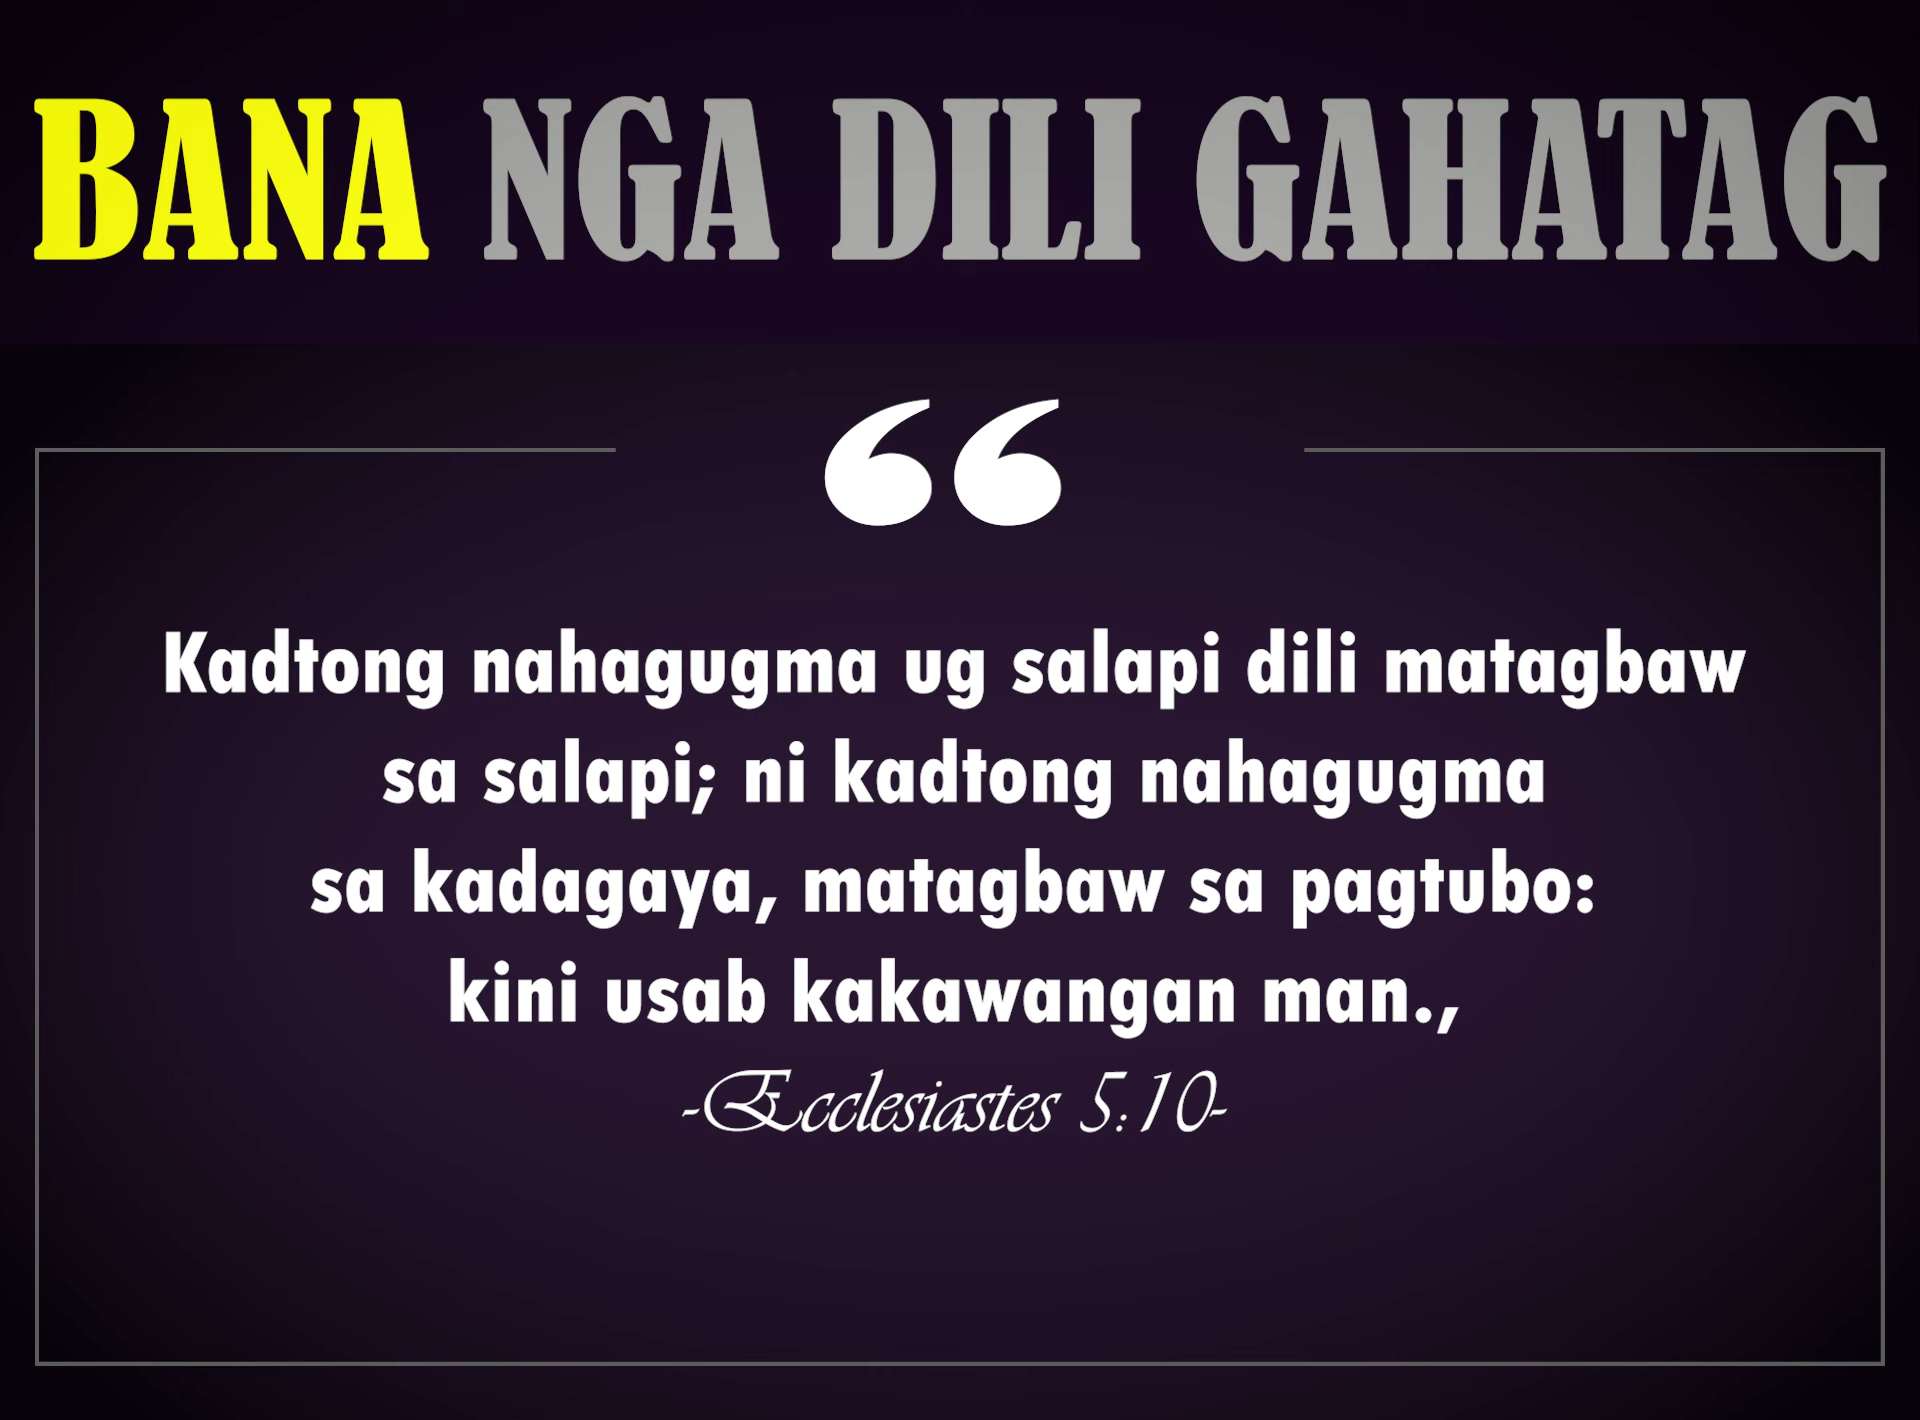 BANA NGA DILI GAHATAG
“
Kadtong nahagugma ug salapi dili matagbaw
sa salapi; ni kadtong nahagugma
sa kadagaya, matagbaw sa pagtubo:
kini usab kakawangan man.,
-Ecclesiastes 5:10-